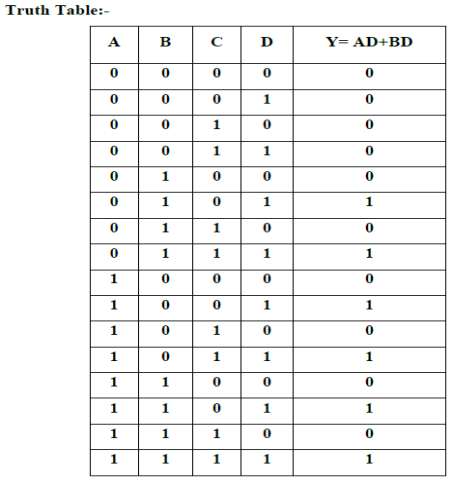 Truth Table:-
A B C D Y= AD+BD
0 0 0 0 0
0 0 0 1 0
0 0 1 0 0
0 0 1 1 0
0 1 0 0 0
0 1 0 1 1
0 1 1 0 0
0 1 1 1 1
1 0 0 0 0
1 0 0 1 1
1 0 1 0 0
1 0 1 1 1
1 1 0 0 0
1 1 0 1 1
1 1 1 0 0
1 1 1 1 1